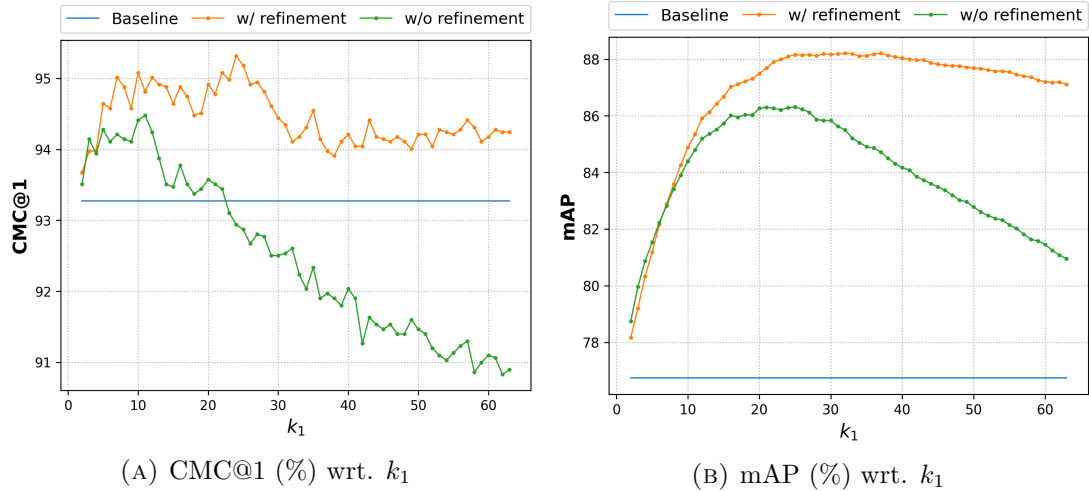 Baseline w/ refinement w/o refinement
95
94
93
92
91
CMC@1
0 10 20 30 40 50 60
k₁
(A) CMC@1 (%) wrt. k₁
Baseline w/ refinement w/o refinement
88
86
84
82
80
78
mAP
0 10 20 30 40 50 60
k₁
(B) mAP (%) wrt. k₁